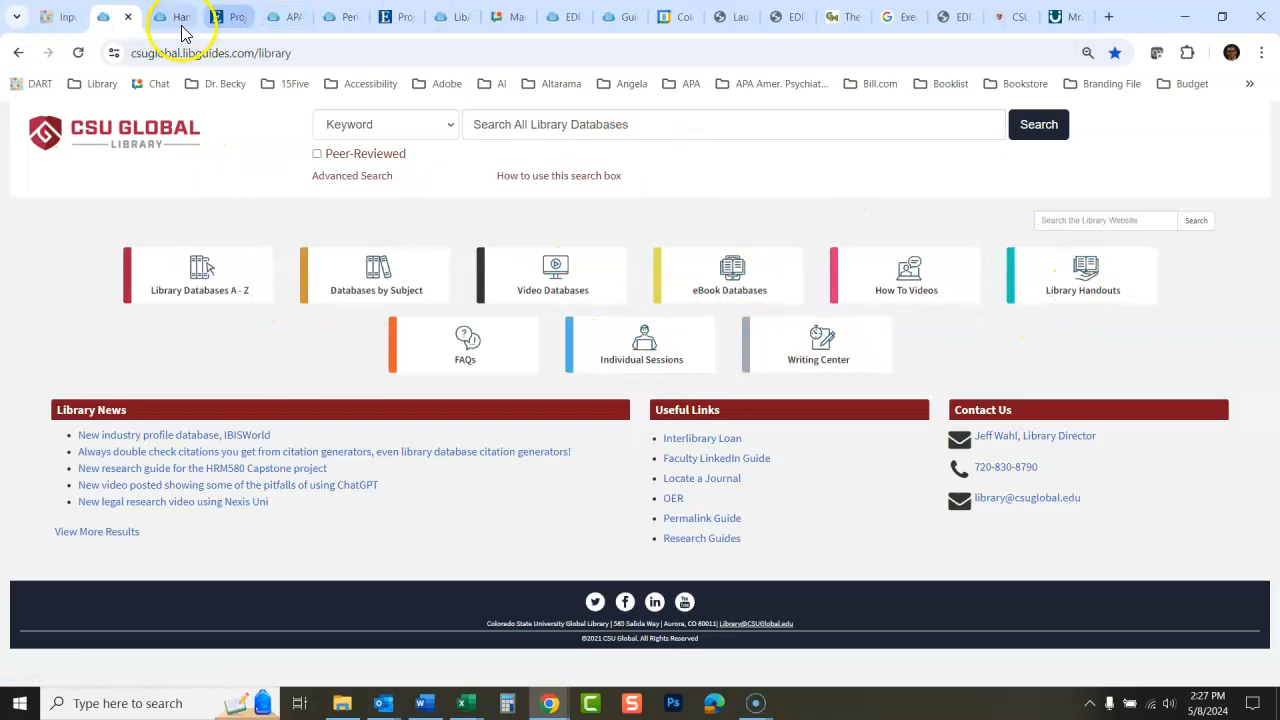 Har
APA
Pro
Lib
Ma
Gui
Col
Lau
EDI
The
EDI
CSL
Mov
csuglobal.libguides.com/library
DART Library Chat Dr. Becky 15Five Accessibility Adobe AI Altarama Angela APA APA Amer. Psychiat... Bill.com Booklist Bookstore Branding File Budget »
CSU GLOBAL
LIBRARY
Keyword
Search All Library Databases
Search
Peer-Reviewed
Advanced Search
How to use this search box
Search the Library Website
Search
Library Databases A - Z
Databases by Subject
Video Databases
eBook Databases
How To Videos
Library Handouts
FAQs
Individual Sessions
Writing Center
Library News
New industry profile database, IBISWorld
Always double check citations you get from citation generators, even library database citation generators!
New research guide for the HRM580 Capstone project
New video posted showing some of the pitfalls of using ChatGPT
New legal research video using Nexis Uni
View More Results
Useful Links
Interlibrary Loan
Faculty LinkedIn Guide
Locate a Journal
OER
Permalink Guide
Research Guides
Contact Us
Jeff Wahl, Library Director
720-830-8790
library@csuglobal.edu
Colorado State University Global Library | 585 Salida Way | Aurora, CO 80011| Library@CSUGlobal.edu
©2021 CSU Global. All Rights Reserved
Type here to search
2:27 PM
5/8/2024